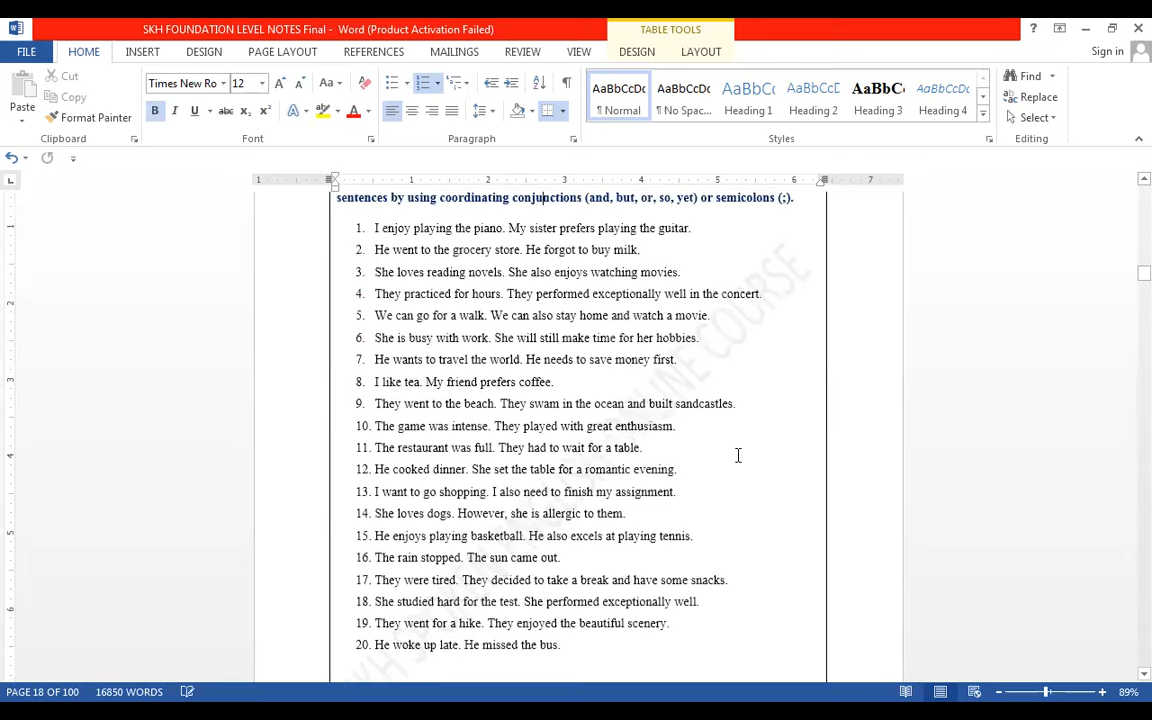 SKH FOUNDATION LEVEL NOTES Final - Word (Product Activation Failed)
TABLE TOOLS
FILE HOME INSERT DESIGN PAGE LAYOUT REFERENCES MAILINGS REVIEW VIEW DESIGN LAYOUT Sign in
Cut
Copy
Format Painter
Paste
Times New Ro 12
AaBbCcDc AaBbCcDc AaBbCc AaBbCcD AaBbC AaBbCcDc
¶ Normal ¶ No Spac... Heading 1 Heading 2 Heading 3 Heading 4
Find
Replace
Select
Clipboard Font Paragraph Styles Editing
sentences by using coordinating conjunctions (and, but, or, so, yet) or semicolons (;).
1. I enjoy playing the piano. My sister prefers playing the guitar.
2. He went to the grocery store. He forgot to buy milk.
3. She loves reading novels. She also enjoys watching movies.
4. They practiced for hours. They performed exceptionally well in the concert.
5. We can go for a walk. We can also stay home and watch a movie.
6. She is busy with work. She will still make time for her hobbies.
7. He wants to travel the world. He needs to save money first.
8. I like tea. My friend prefers coffee.
9. They went to the beach. They swam in the ocean and built sandcastles.
10. The game was intense. They played with great enthusiasm.
11. The restaurant was full. They had to wait for a table.
12. He cooked dinner. She set the table for a romantic evening.
13. I want to go shopping. I also need to finish my assignment.
14. She loves dogs. However, she is allergic to them.
15. He enjoys playing basketball. He also excels at playing tennis.
16. The rain stopped. The sun came out.
17. They were tired. They decided to take a break and have some snacks.
18. She studied hard for the test. She performed exceptionally well.
19. They went for a hike. They enjoyed the beautiful scenery.
20. He woke up late. He missed the bus.
PAGE 18 OF 100 16850 WORDS 89%